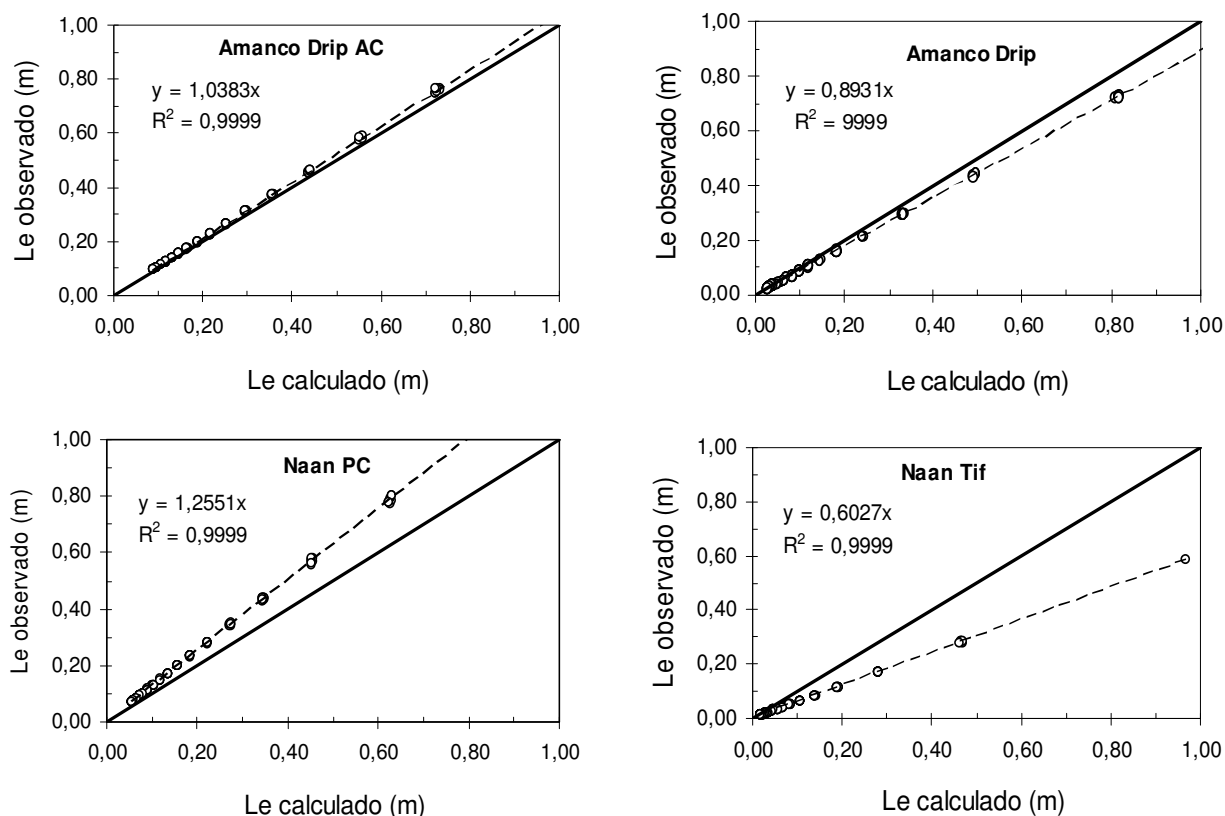 Amanco Drip AC
y = 1,0383x
R² = 0,9999
Le observado (m)
1,00
0,80
0,60
0,40
0,20
0,00
0,00 0,20 0,40 0,60 0,80 1,00
Le calculado (m)
Amanco Drip
y = 0,8931x
R² = 9999
Le observado (m)
1,00
0,80
0,60
0,40
0,20
0,00
0,00 0,20 0,40 0,60 0,80 1,00
Le calculado (m)
Naan PC
y = 1,2551x
R² = 0,9999
Le observado (m)
1,00
0,80
0,60
0,40
0,20
0,00
0,00 0,20 0,40 0,60 0,80 1,00
Le calculado (m)
Naan Tif
y = 0,6027x
R² = 0,9999
Le observado (m)
1,00
0,80
0,60
0,40
0,20
0,00
0,00 0,20 0,40 0,60 0,80 1,00
Le calculado (m)